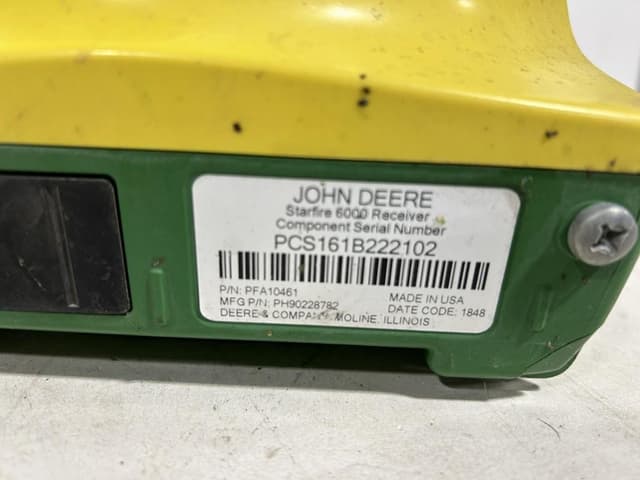 JOHN DEERE
Starfire 6000 Receiver
Component Serial Number
PCS161B222102
P/N: PFA10461
MFG P/N: PH90228782
MADE IN USA
DATE CODE: 1848
DEERE & COMPANY MOLINE ILLINOIS